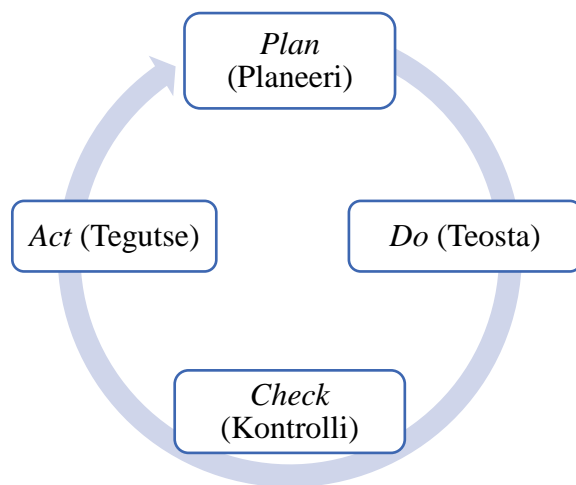 Plan
(Planeeri)
Do (Teosta)
Check
(Kontrolli)
Act (Tegutse)